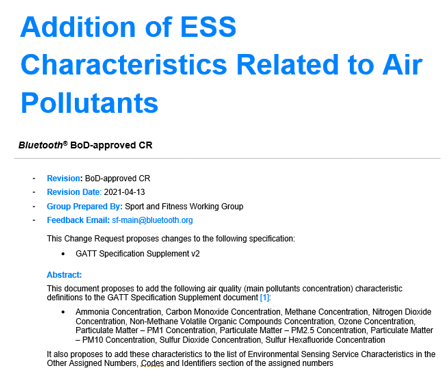 Addition of ESS
Characteristics Related to Air
Pollutants
Bluetooth® BoD-approved CR
- Revision: BoD-approved CR
- Revision Date: 2021-04-13
- Group Prepared By: Sport and Fitness Working Group
- Feedback Email: sf-main@bluetooth.org
This Change Request proposes changes to the following specification:
• GATT Specification Supplement v2
Abstract:
This document proposes to add the following air quality (main pollutants concentration) characteristic
definitions to the GATT Specification Supplement document [1]:
• Ammonia Concentration, Carbon Monoxide Concentration, Methane Concentration, Nitrogen Dioxide
Concentration, Non-Methane Volatile Organic Compounds Concentration, Ozone Concentration,
Particulate Matter – PM1 Concentration, Particulate Matter – PM2.5 Concentration, Particulate Matter
– PM10 Concentration, Sulfur Dioxide Concentration, Sulfur Hexafluoride Concentration
It also proposes to add these characteristics to the list of Environmental Sensing Service Characteristics in the
Other Assigned Numbers, Codes and Identifiers section of the assigned numbers